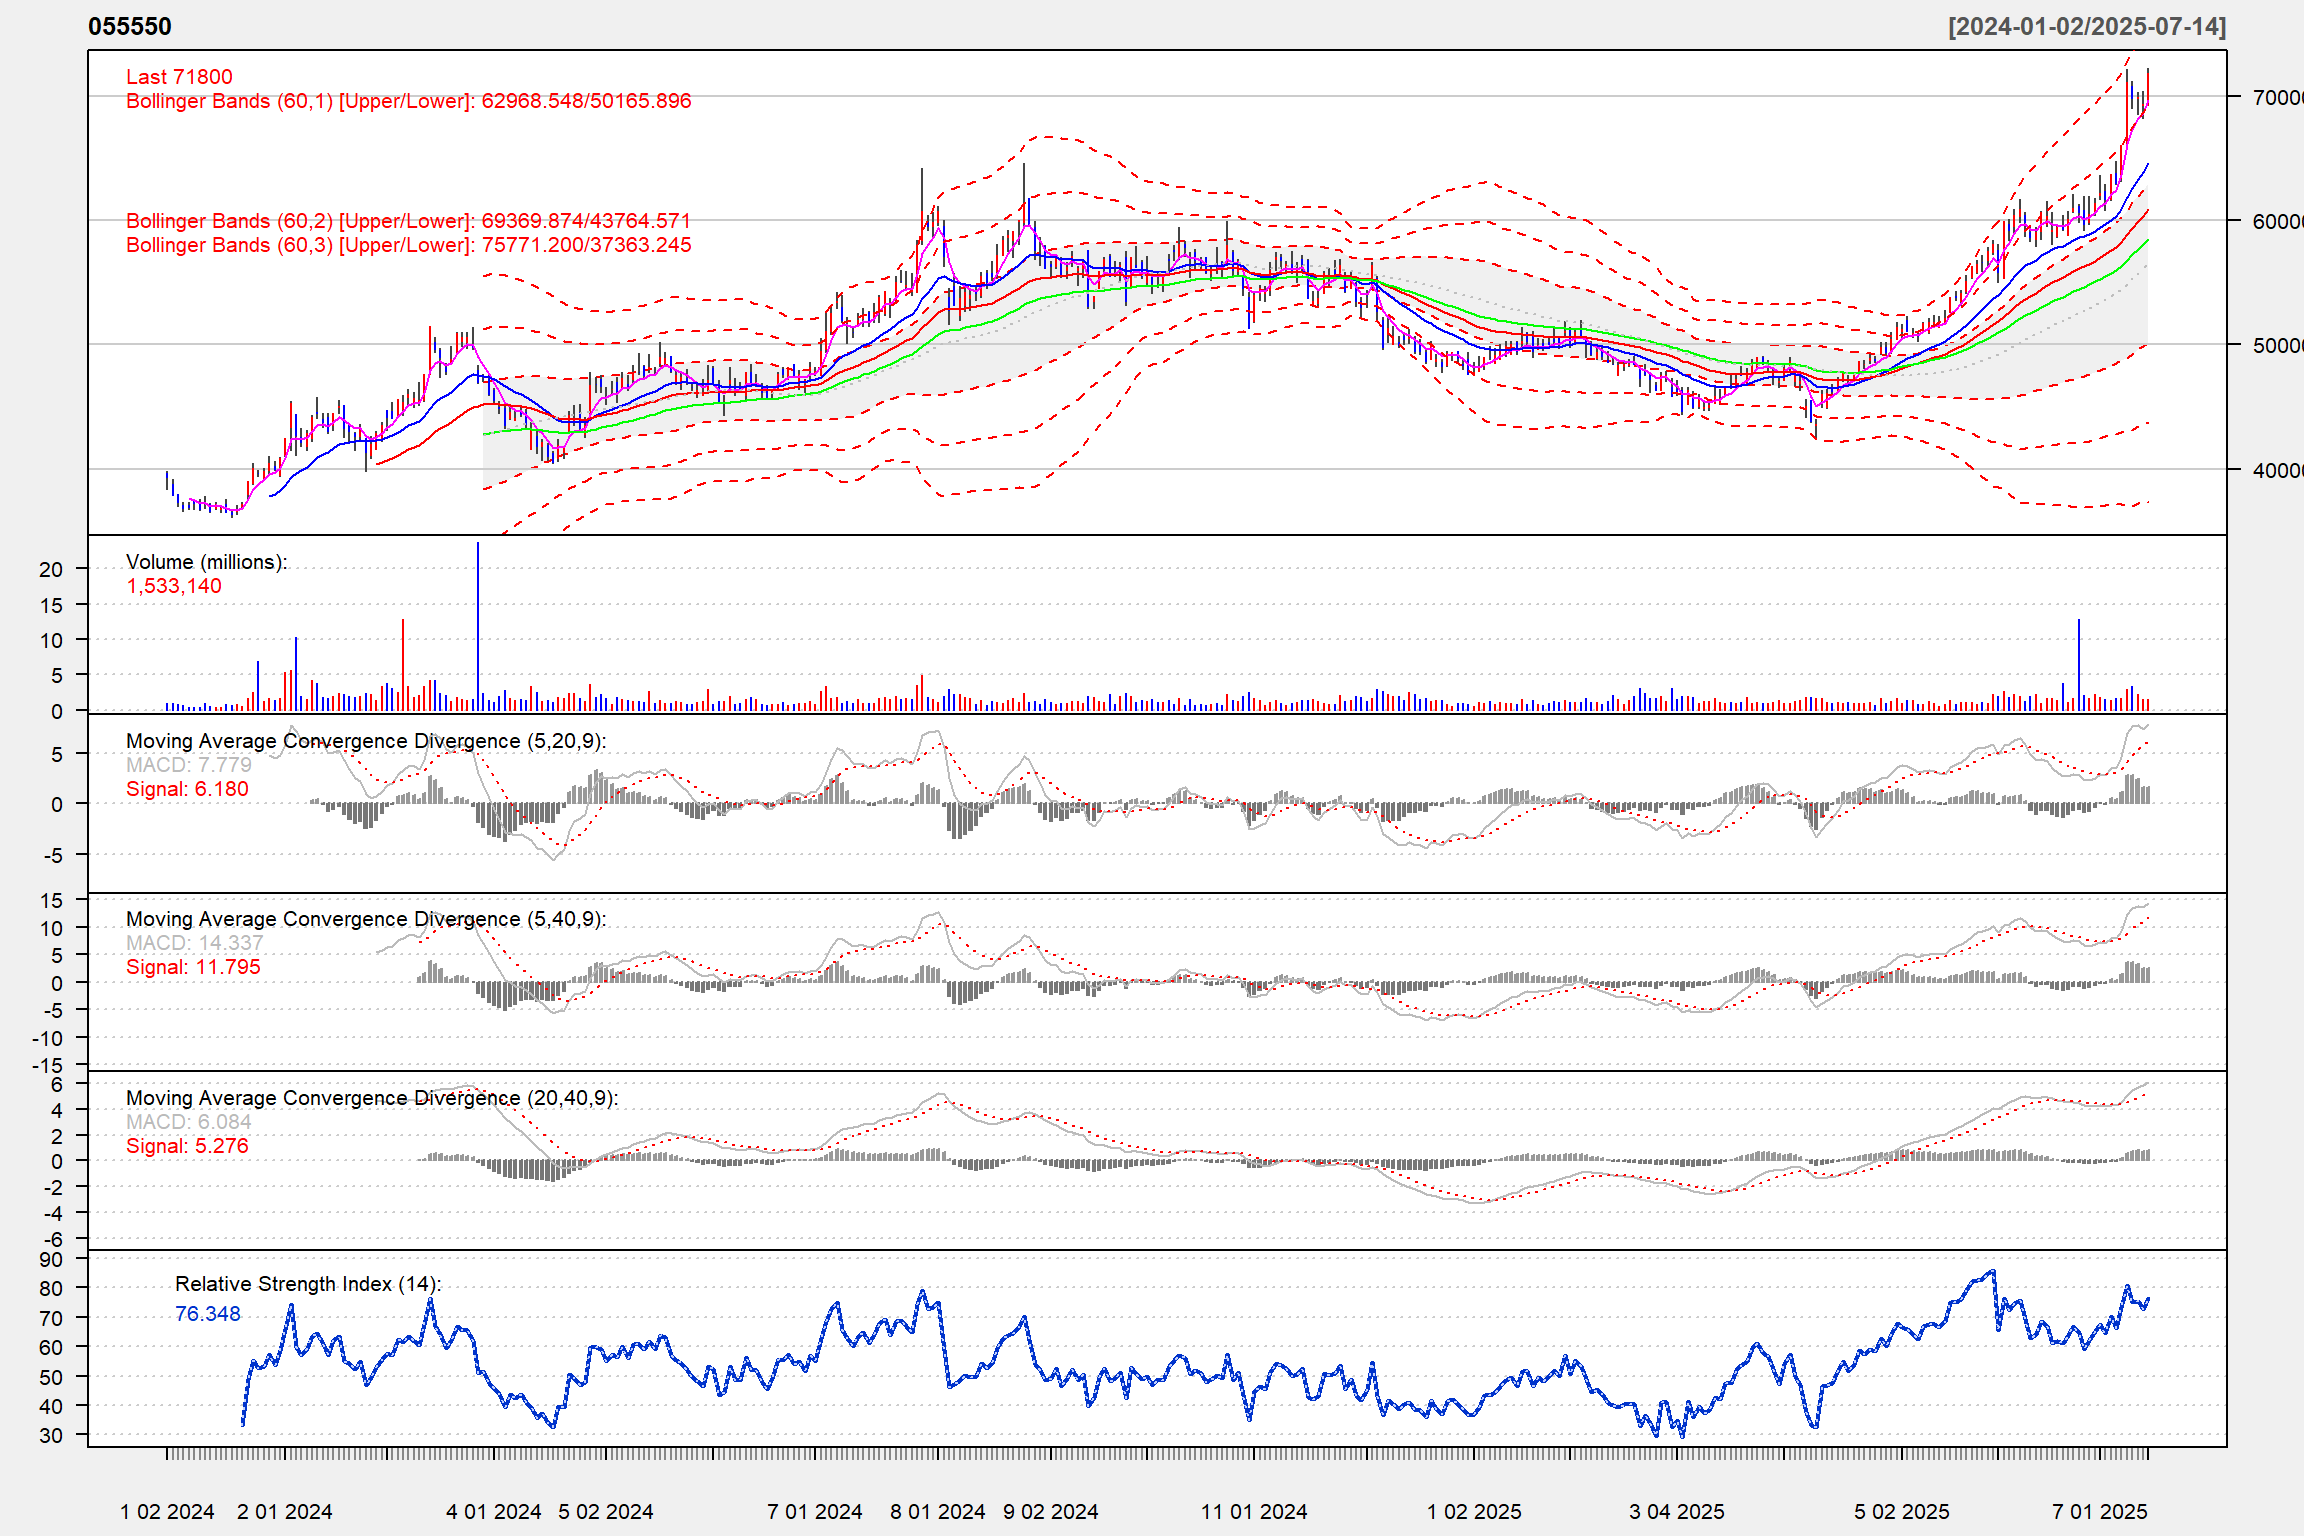 055550
[2024-01-02/2025-07-14]
Last 71800
Bollinger Bands (60,1) [Upper/Lower]: 62968.548/50165.896
Bollinger Bands (60,2) [Upper/Lower]: 69369.874/43764.571
Bollinger Bands (60,3) [Upper/Lower]: 75771.200/37363.245
7000
6000
5000
4000
Volume (millions):
1,533,140
20
15
10
5
0
Moving Average Convergence Divergence (5,20,9):
MACD: 7.779
Signal: 6.180
5
0
-5
Moving Average Convergence Divergence (5,40,9):
MACD: 14.337
Signal: 11.795
15
10
5
0
-5
-10
-15
Moving Average Convergence Divergence (20,40,9):
MACD: 6.084
Signal: 5.276
6
4
2
0
-2
-4
-6
Relative Strength Index (14):
76.348
90
80
70
60
50
40
30
1 02 2024 2 01 2024 4 01 2024 5 02 2024 7 01 2024 8 01 2024 9 02 2024 11 01 2024 1 02 2025 3 04 2025 5 02 2025 7 01 2025